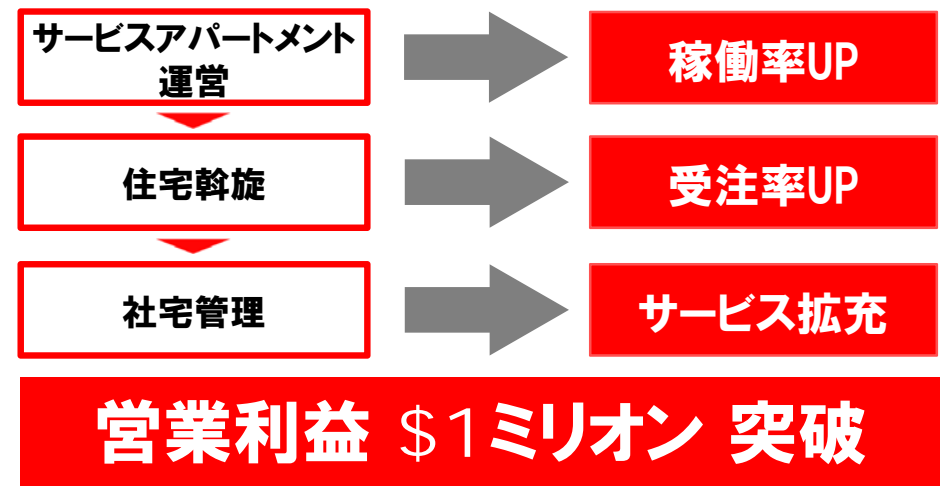 サービスアパートメント
運営
稼働率UP
住宅斡旋
受注率UP
社宅管理
サービス拡充
営業利益 $1ミリオン 突破